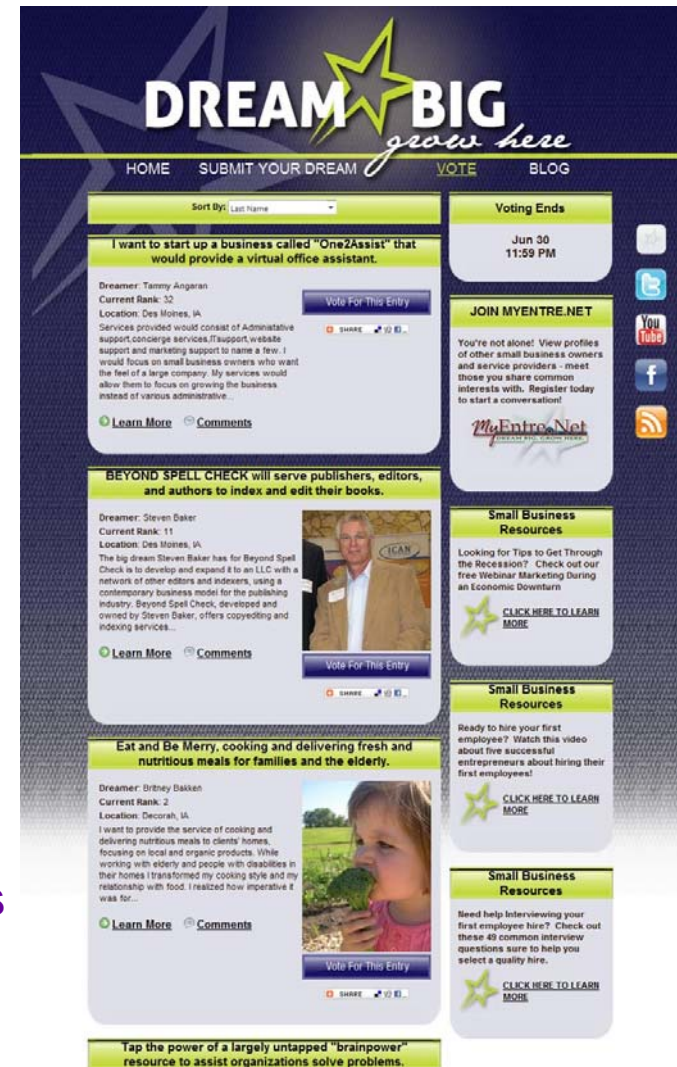 DREAM BIG
grow here
HOME SUBMIT YOUR DREAM VOTE BLOG
Sort By: Last Name
I want to start up a business called "One2Assist" that
would provide a virtual office assistant.
Dreamer: Tammy Angaran
Current Rank: 32
Location: Des Moines, IA
Services provided would consist of Administative
support,concierge services,ITsupport,website
support and marketing support to name a few. I
would focus on small business owners who want
the feel of a large company. My services would
allow them to focus on growing the business
instead of various administrative...
Vote For This Entry
SHARE
Learn More Comments
BEYOND SPELL CHECK will serve publishers, editors,
and authors to index and edit their books.
Dreamer: Steven Baker
Current Rank: 11
Location: Des Moines, IA
The big dream Steven Baker has for Beyond Spell
Check is to develop and expand it to an LLC with a
network of other editors and indexers, using a
contemporary business model for the publishing
industry. Beyond Spell Check, developed and
owned by Steven Baker, offers copyediting and
indexing services...
ICAN
Vote For This Entry
SHARE
Learn More Comments
Eat and Be Merry, cooking and delivering fresh and
nutritious meals for families and the elderly.
Dreamer: Britney Bakken
Current Rank: 2
Location: Decorah, IA
I want to provide the service of cooking and
delivering nutritious meals to clients' homes,
focusing on local and organic products. While
working with elderly and people with disabilities in
their homes I transformed my cooking style and my
relationship with food. I realized how imperative it
was for...
Vote For This Entry
SHARE
Learn More Comments
Tap the power of a largely untapped "brainpower"
resource to assist organizations solve problems.
Voting Ends
Jun 30
11:59 PM
JOIN MYENTRE.NET
You're not alone! View profiles
of other small business owners
and service providers - meet
those you share common
interests with. Register today
to start a conversation!
MyEntre.Net
DREAM BIG. GROW HERE.
Small Business
Resources
Looking for Tips to Get Through
the Recession? Check out our
free Webinar Marketing During
an Economic Downturn
CLICK HERE TO LEARN
MORE
Small Business
Resources
Ready to hire your first
employee? Watch this video
about five successful
entrepreneurs about hiring their
first employees!
CLICK HERE TO LEARN
MORE
Small Business
Resources
Need help Interviewing your
first employee hire? Check out
these 49 common interview
questions sure to help you
select a quality hire.
CLICK HERE TO LEARN
MORE
You
Tube
s